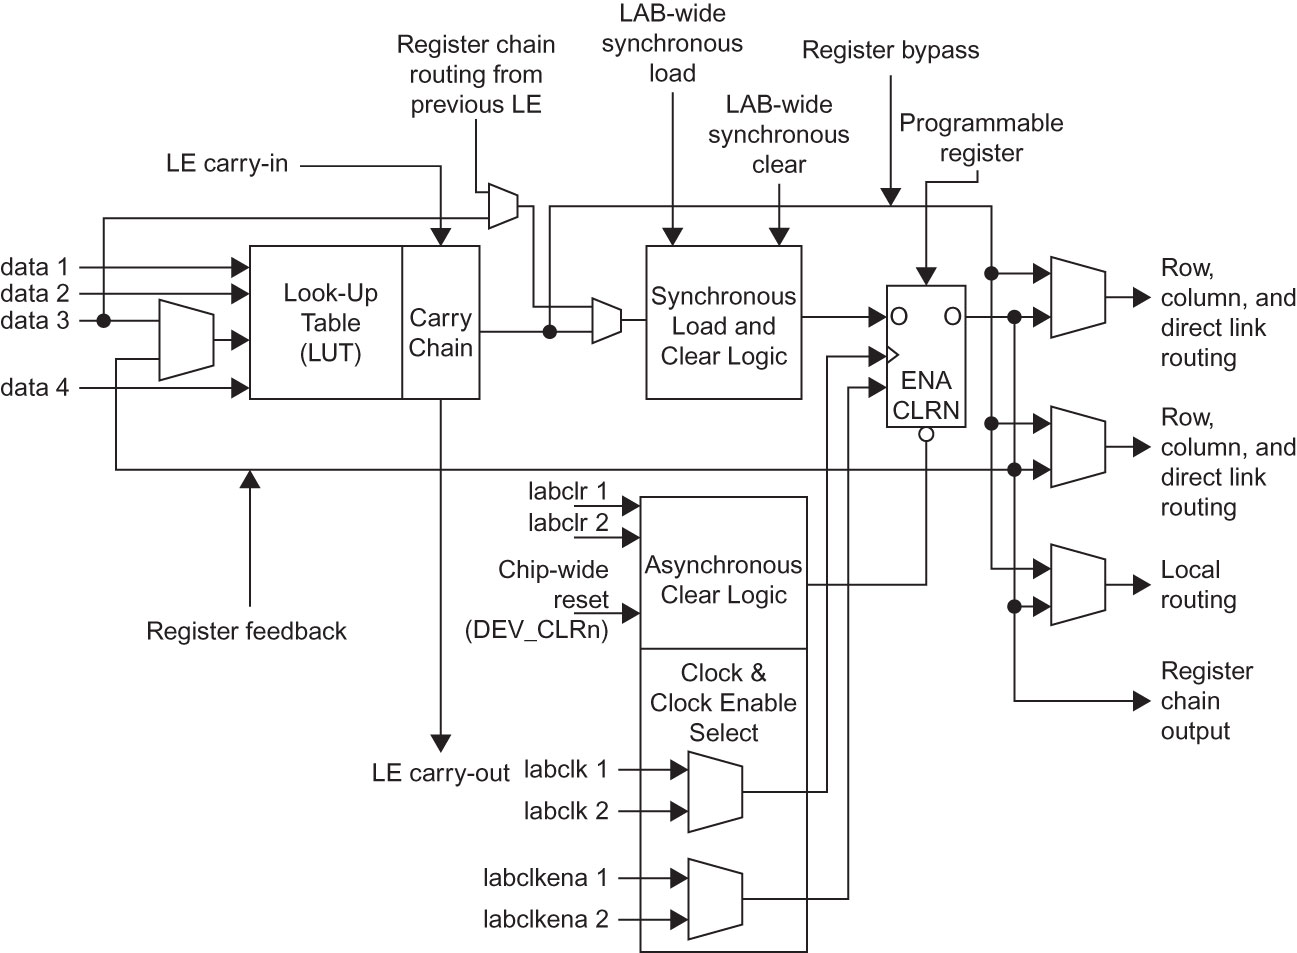 LAB-wide
synchronous
load
Register chain
routing from
previous LE
Register bypass
LAB-wide
synchronous
clear
Programmable
register
LE carry-in
data 1
data 2
data 3
data 4
Look-Up
Table
(LUT)
Carry
Chain
Synchronous
Load and
Clear Logic
O
O
ENA
CLRN
Row,
column, and
direct link
routing
Row,
column, and
direct link
routing
Local
routing
Register
chain
output
Register feedback
labclr 1
labclr 2
Chip-wide
reset
(DEV_CLRn)
Asynchronous
Clear Logic
Clock &
Clock Enable
Select
LE carry-out
labclk 1
labclk 2
labclkena 1
labclkena 2